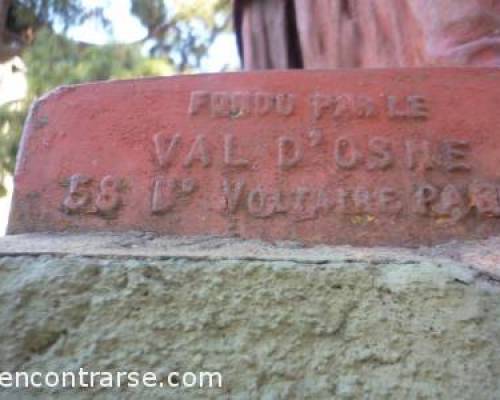 FONDU PAR LE
VAL D'OSNE
58 Bd VOLTAIRE PAR
encontrarse.com